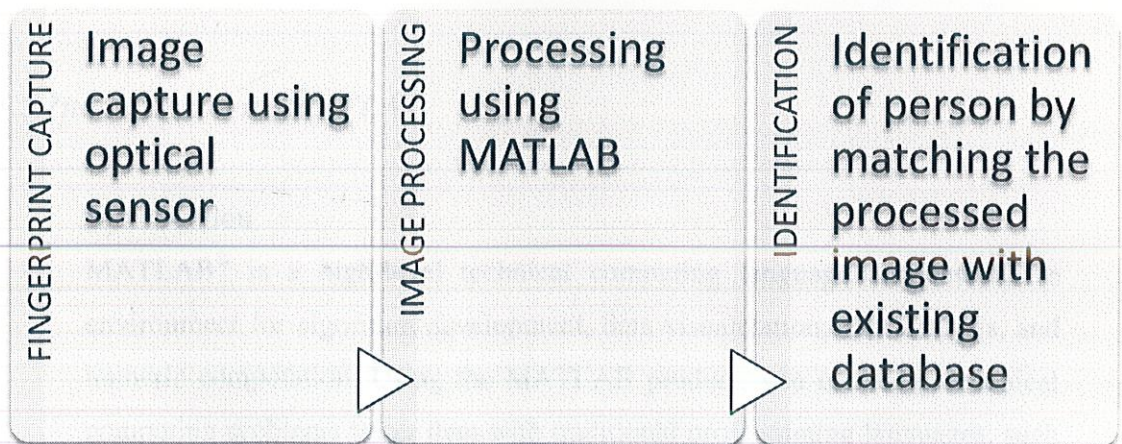 FINGERPRINT CAPTURE
Image
capture using
optical
sensor
IMAGE PROCESSING
Processing
using
MATLAB
IDENTIFICATION
Identification
of person by
matching the
processed
image with
existing
database